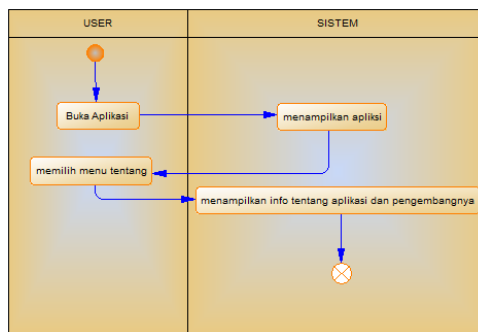 USER
SISTEM
Buka Aplikasi
menampilkan apliksi
memilih menu tentang
menampilkan info tentang aplikasi dan pengembangnya